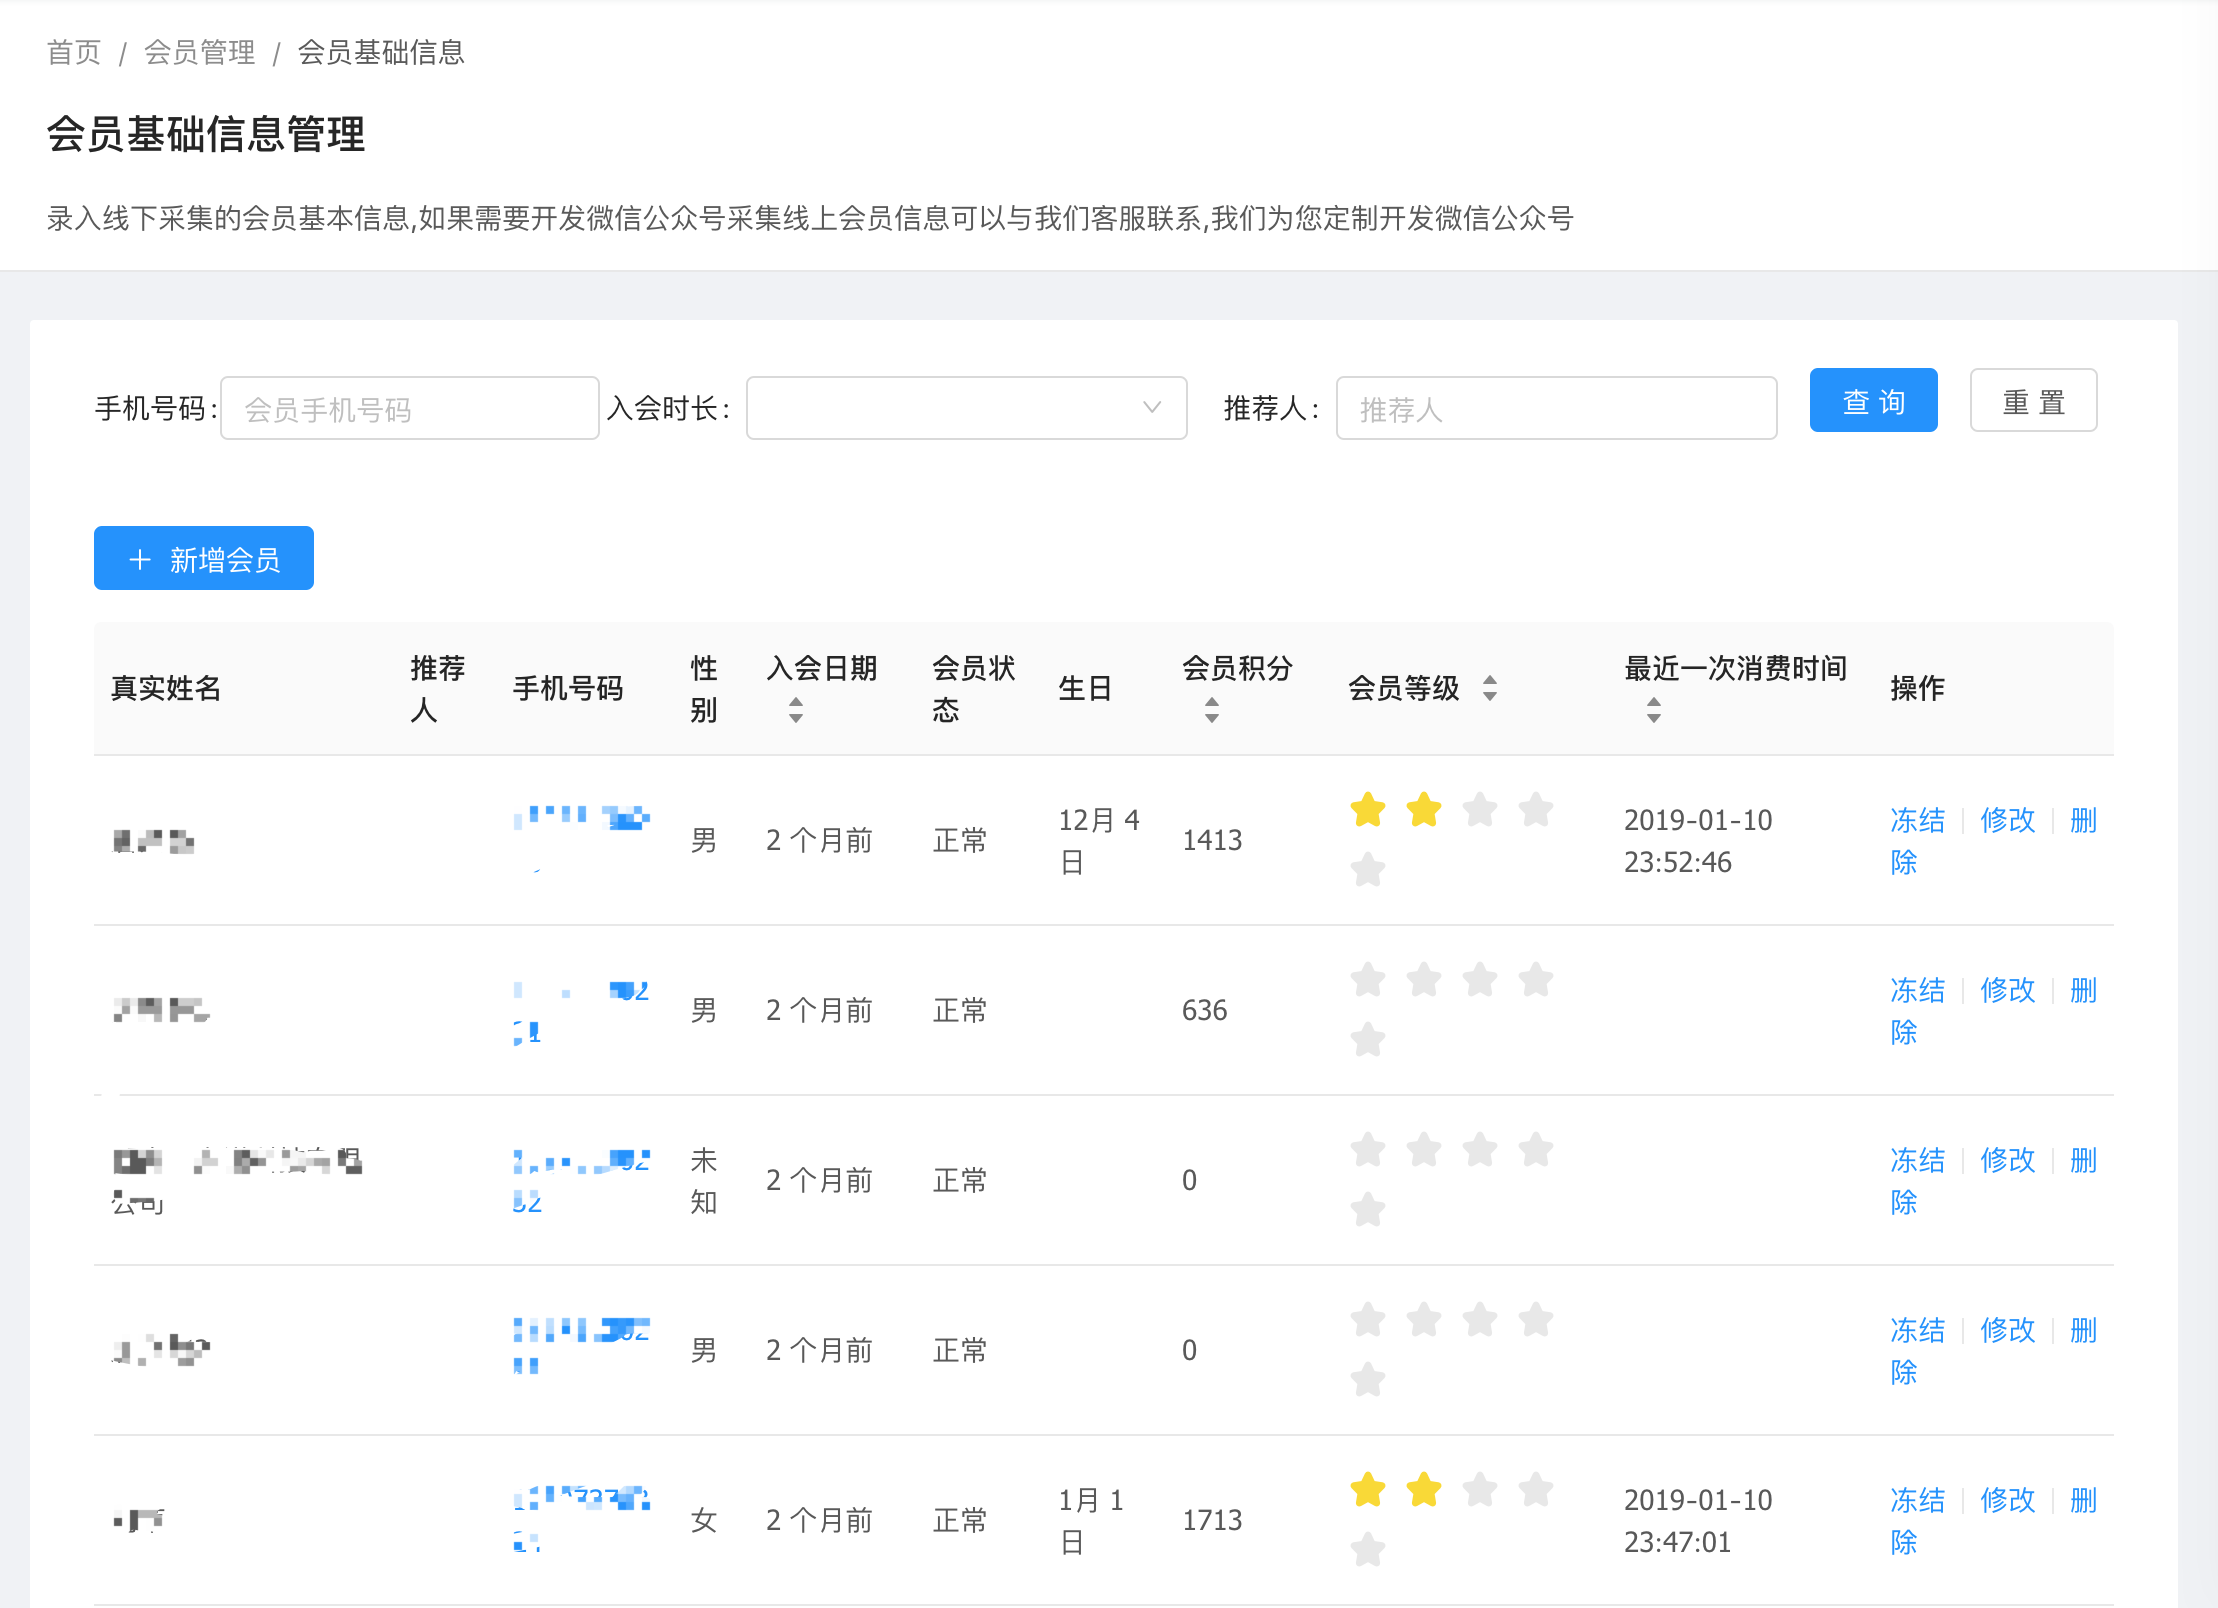 首页 / 会员管理 / 会员基础信息
会员基础信息管理
录入线下采集的会员基本信息,如果需要开发微信公众号采集线上会员信息可以与我们客服联系,我们为您定制开发微信公众号
手机号码: 会员手机号码 入会时长: 推荐人: 推荐人 查 询 重 置
+ 新增会员
真实姓名 推荐人 手机号码 性别 入会日期 会员状态 生日 会员积分 会员等级 最近一次消费时间 操作
男 2 个月前 正常 12月 4日 1413 2019-01-10 23:52:46 冻结 修改 删除
男 2 个月前 正常 636 冻结 修改 删除
公司 未知 2 个月前 正常 0 冻结 修改 删除
男 2 个月前 正常 0 冻结 修改 删除
女 2 个月前 正常 1月 1日 1713 2019-01-10 23:47:01 冻结 修改 删除